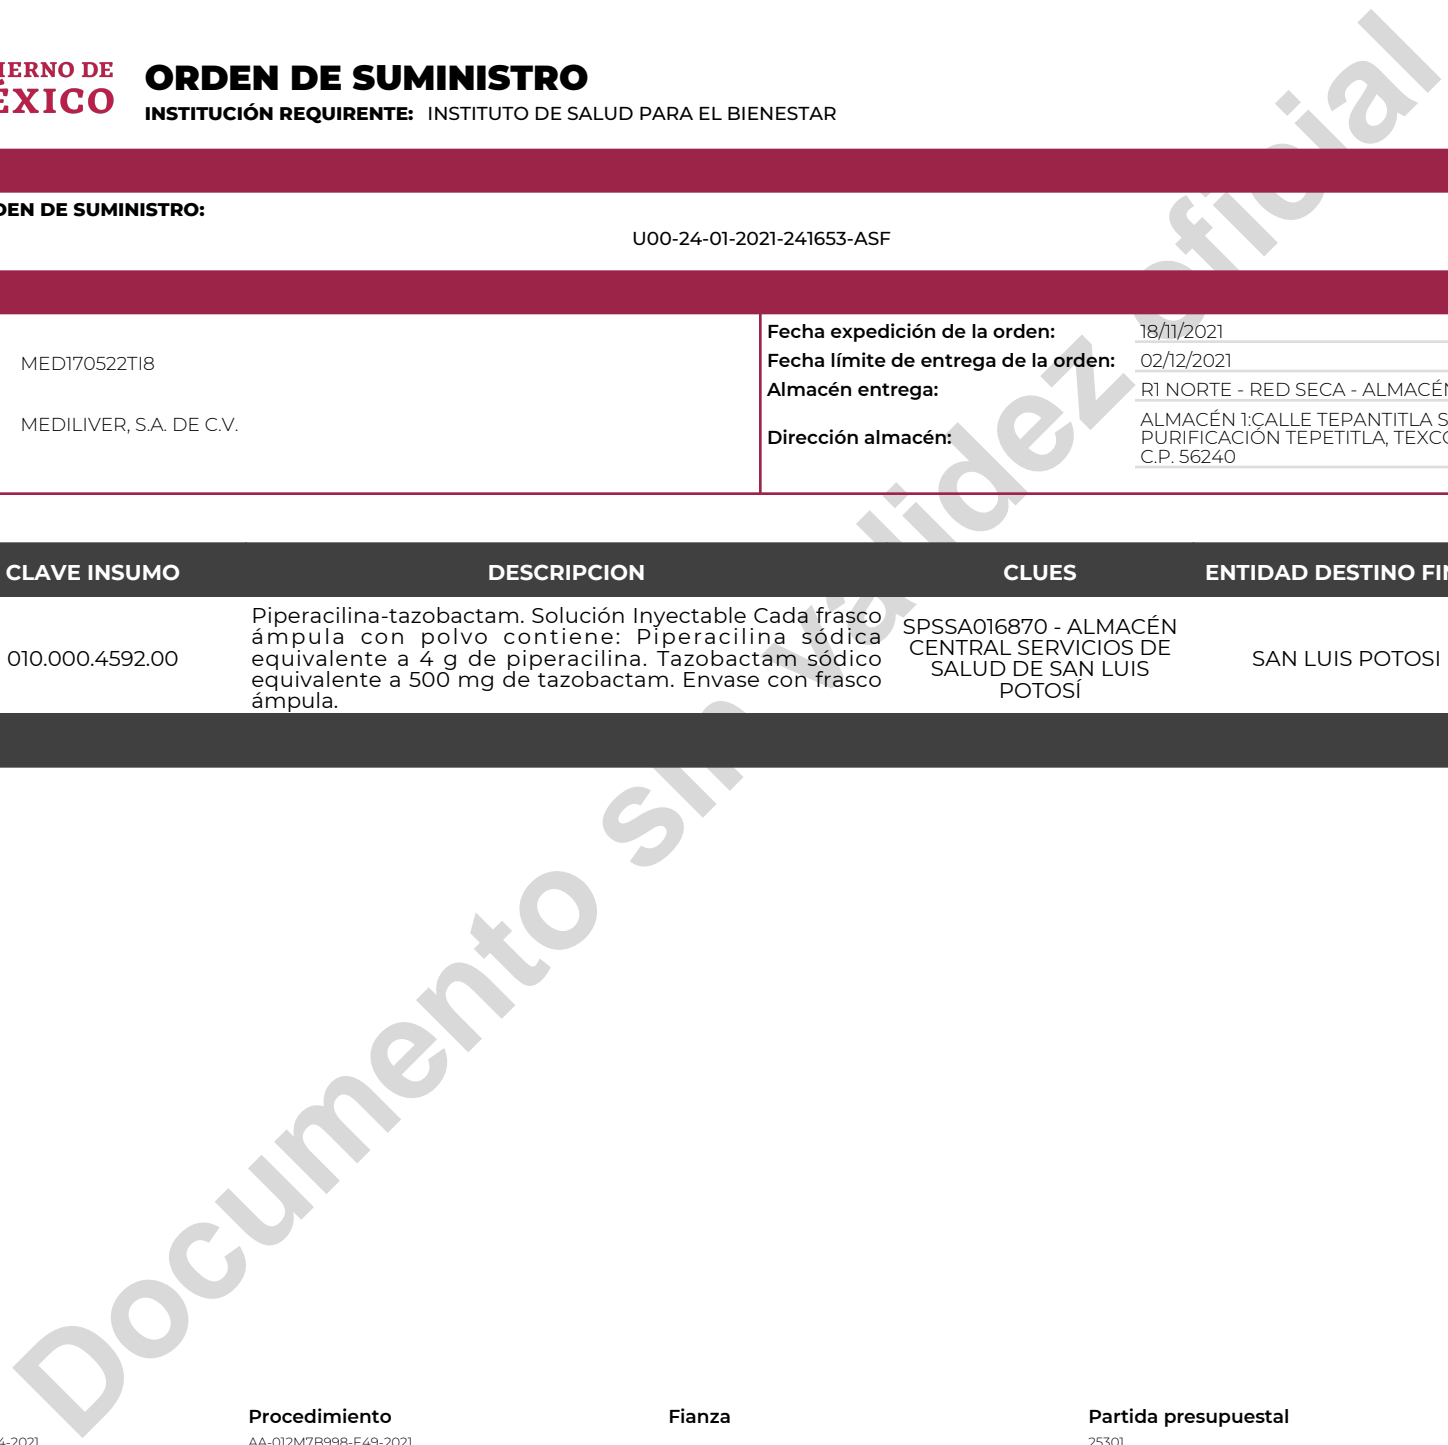 ORDEN DE SUMINISTRO
INSTITUCIÓN REQUIRENTE: INSTITUTO DE SALUD PARA EL BIENESTAR
DE SUMINISTRO:
U00-24-01-2021-241653-ASF
MED170522TI8
MEDILIVER, S.A. DE C.V.
Fecha expedición de la orden: 18/11/2021
Fecha límite de entrega de la orden: 02/12/2021
Almacén entrega: R1 NORTE - RED SECA - ALMACÉN
Dirección almacén:
ALMACÉN 1:CALLE TEPANTITLA
PURIFICACIÓN TEPETITLA,
C.P. 56240
CLAVE INSUMO DESCRIPCION CLUES ENTIDAD DESTINO
010.000.4592.00
Piperacilina-tazobactam. Solución Inyectable Cada frasco
ámpula con polvo contiene: Piperacilina sódica
equivalente a 4 g de piperacilina. Tazobactam sódico
equivalente a 500 mg de tazobactam. Envase con frasco
ámpula.
SPSSA016870 - ALMACÉN
CENTRAL SERVICIOS DE
SALUD DE SAN LUIS
POTOSÍ
SAN LUIS POTOSI
Documento sin validez oficial
Procedimiento Fianza Partida presupuestal